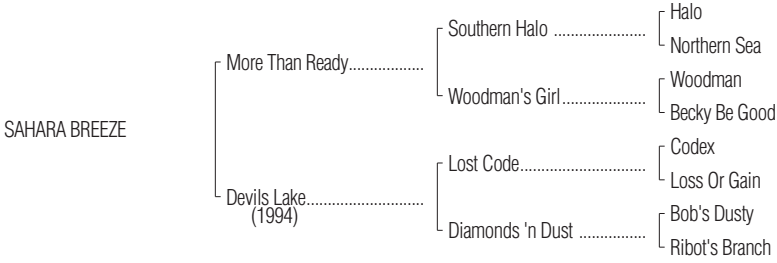 Halo
Southern Halo ......................
Northern Sea
More Than Ready..................
Woodman
Woodman's Girl....................
Becky Be Good
SAHARA BREEZE
Codex
Lost Code..............................
Loss Or Gain
Devils Lake............................
(1994)
Bob's Dusty
Diamonds 'n Dust ................
Ribot's Branch